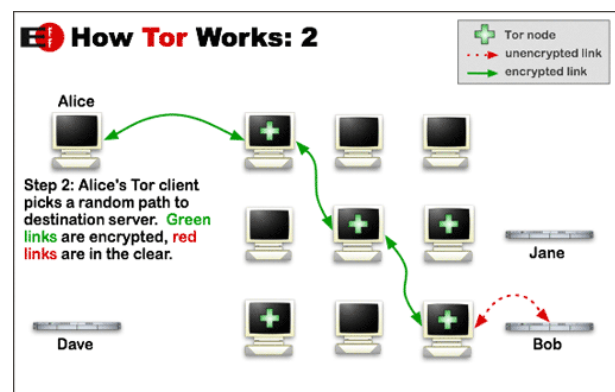 EFF How Tor Works: 2
Tor node
unencrypted link
encrypted link
Alice
Step 2: Alice's Tor client
picks a random path to
destination server. Green
links are encrypted, red
links are in the clear.
Jane
Dave
Bob